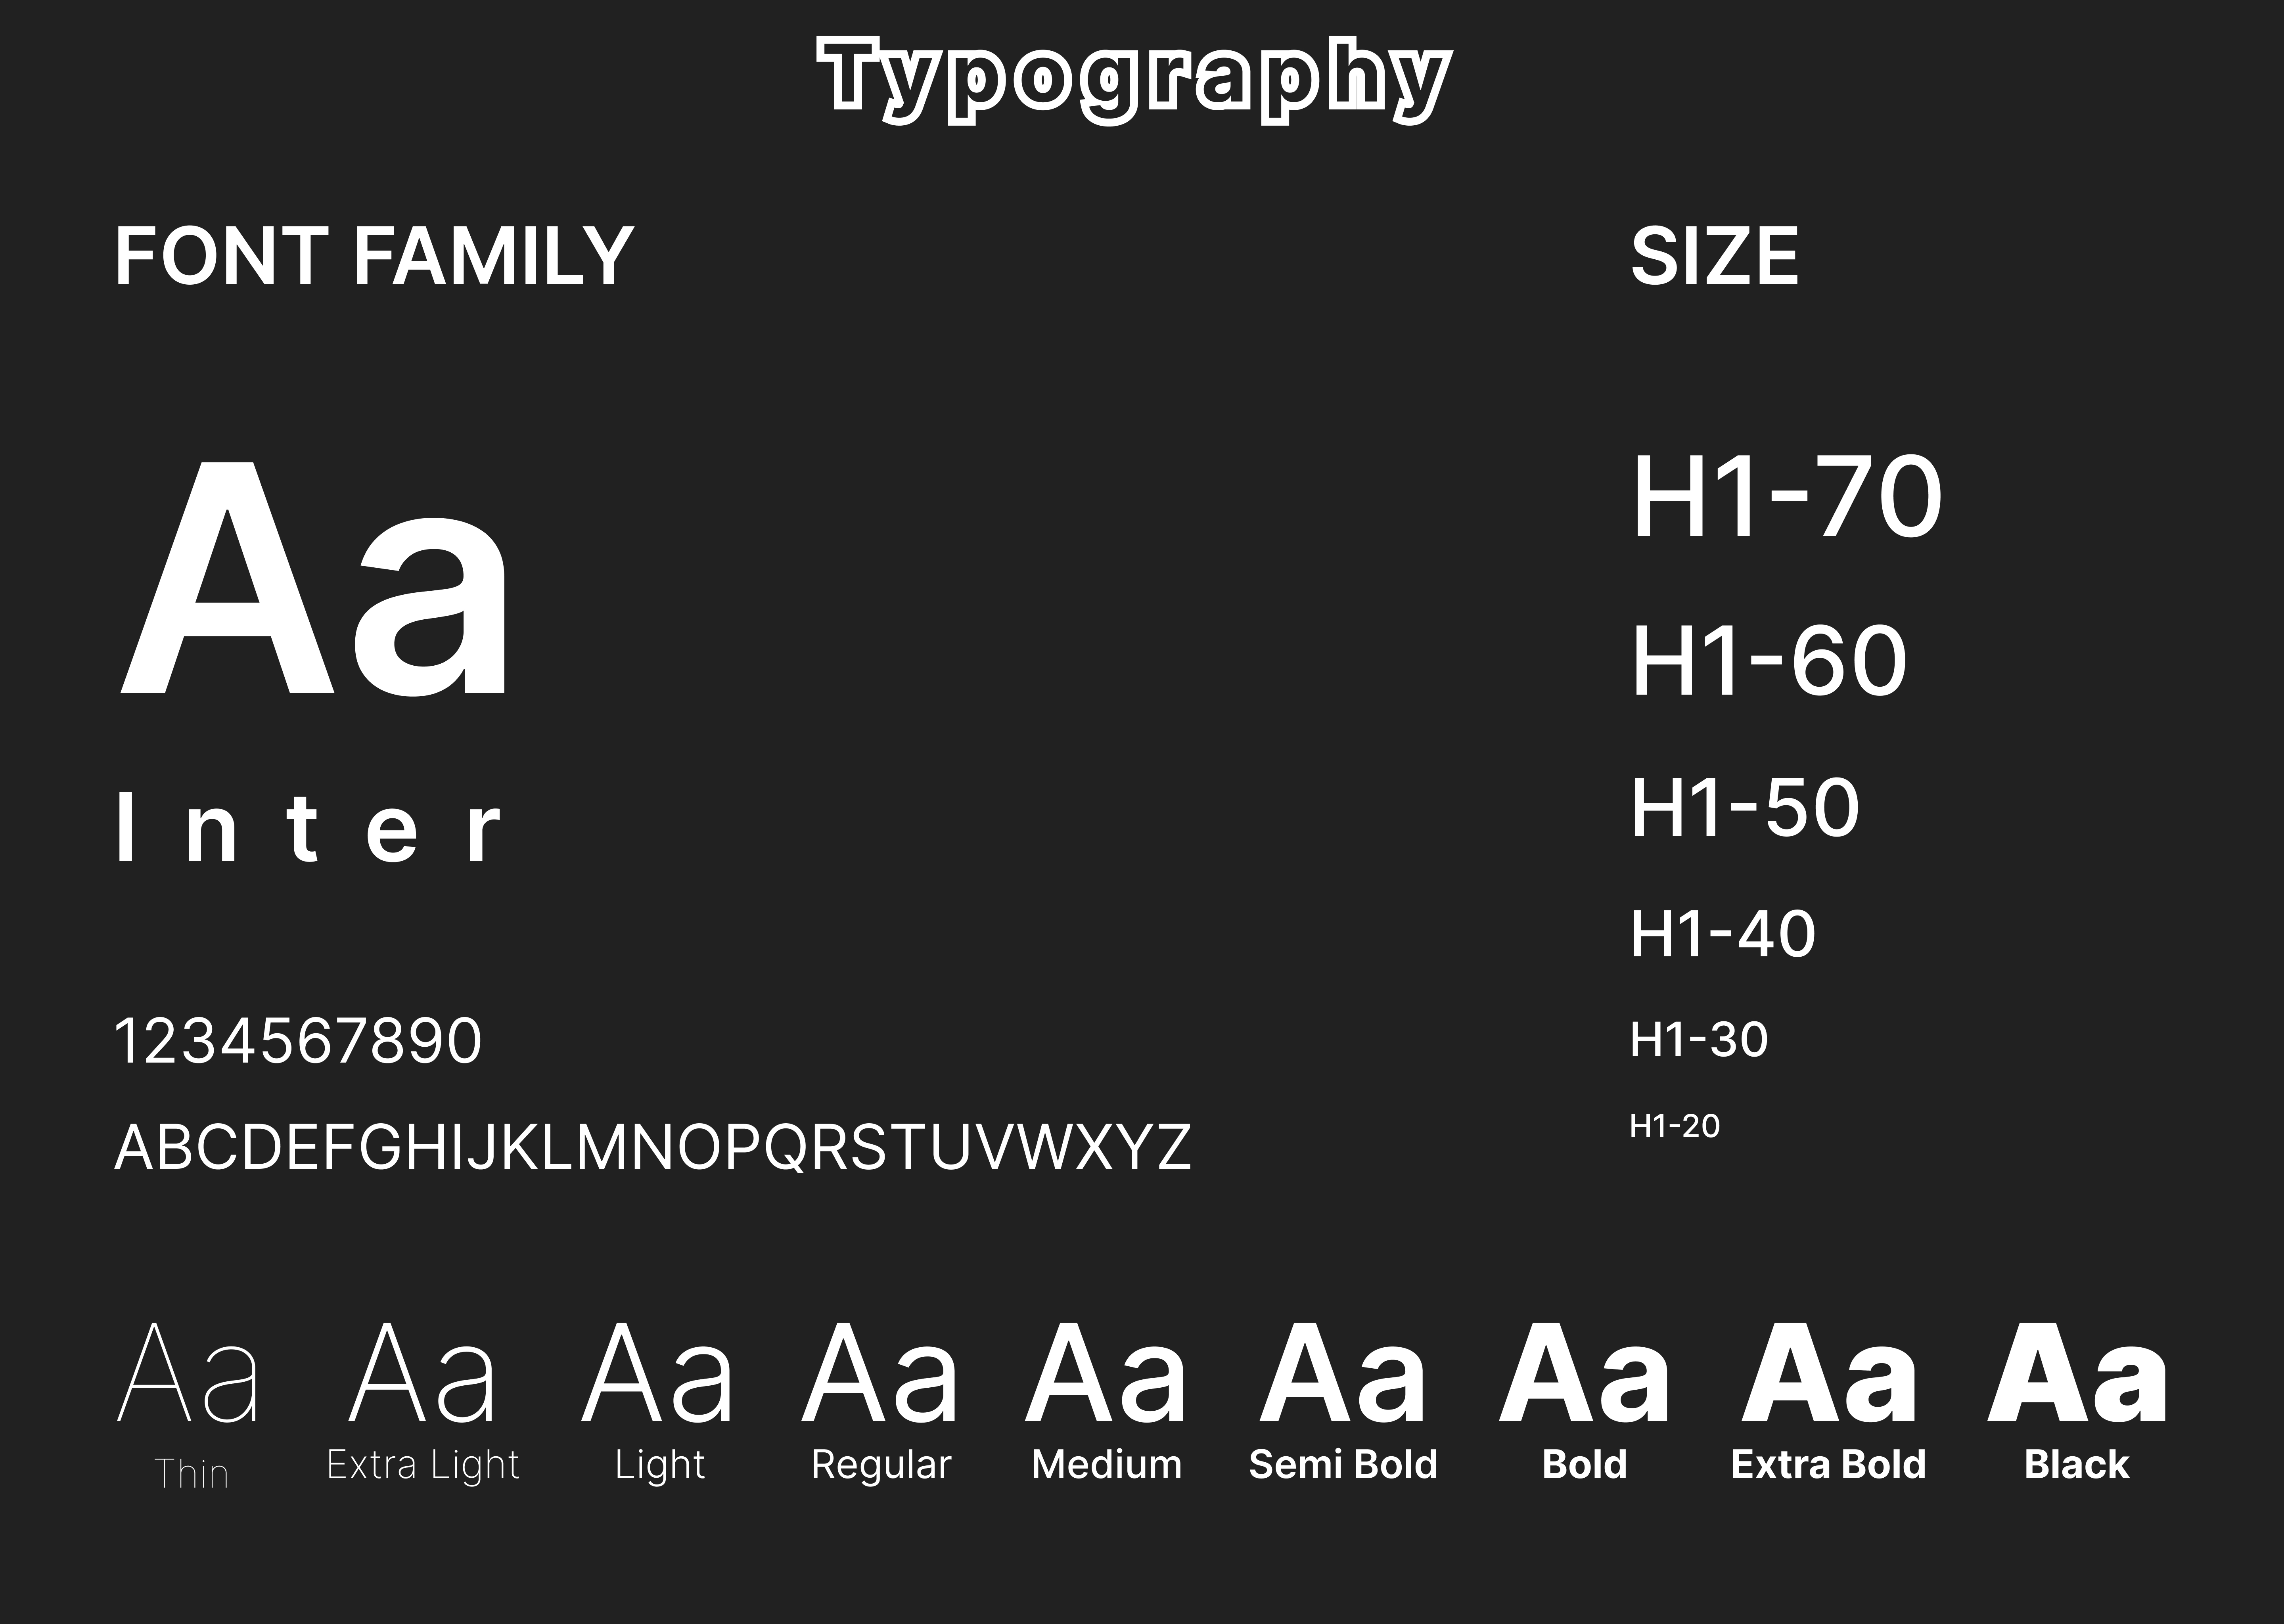 Typography
FONT FAMILY
SIZE
Aa
Inter
1234567890
ABCDEFGHIJKLMNOPQRSTUVWXYZ
H1-70
H1-60
H1-50
H1-40
H1-30
H1-20
Aa Aa Aa Aa Aa Aa Aa Aa Aa
Thin Extra Light Light Regular Medium Semi Bold Bold Extra Bold Black